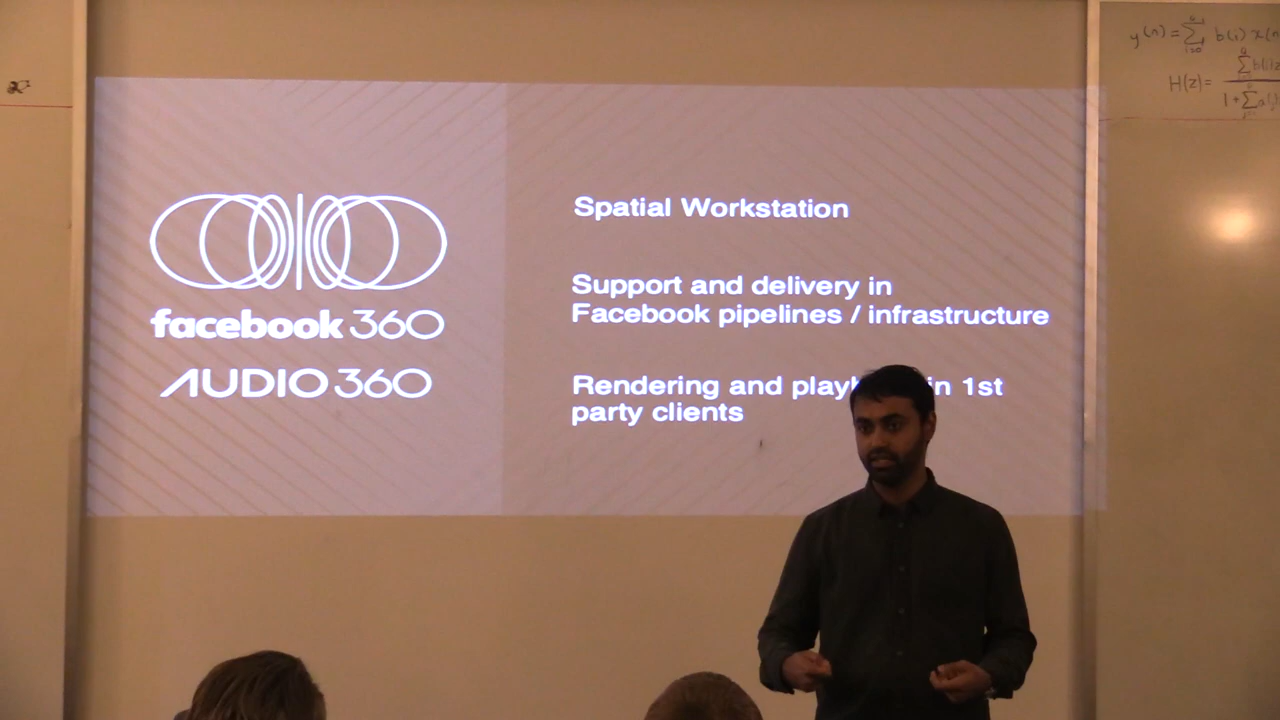 facebook 360
AUDIO 360
Spatial Workstation
Support and delivery in
Facebook pipelines / infrastructure
Rendering and in 1st
party clients
y(n) = ∑ b(i) x(n
H(z) =